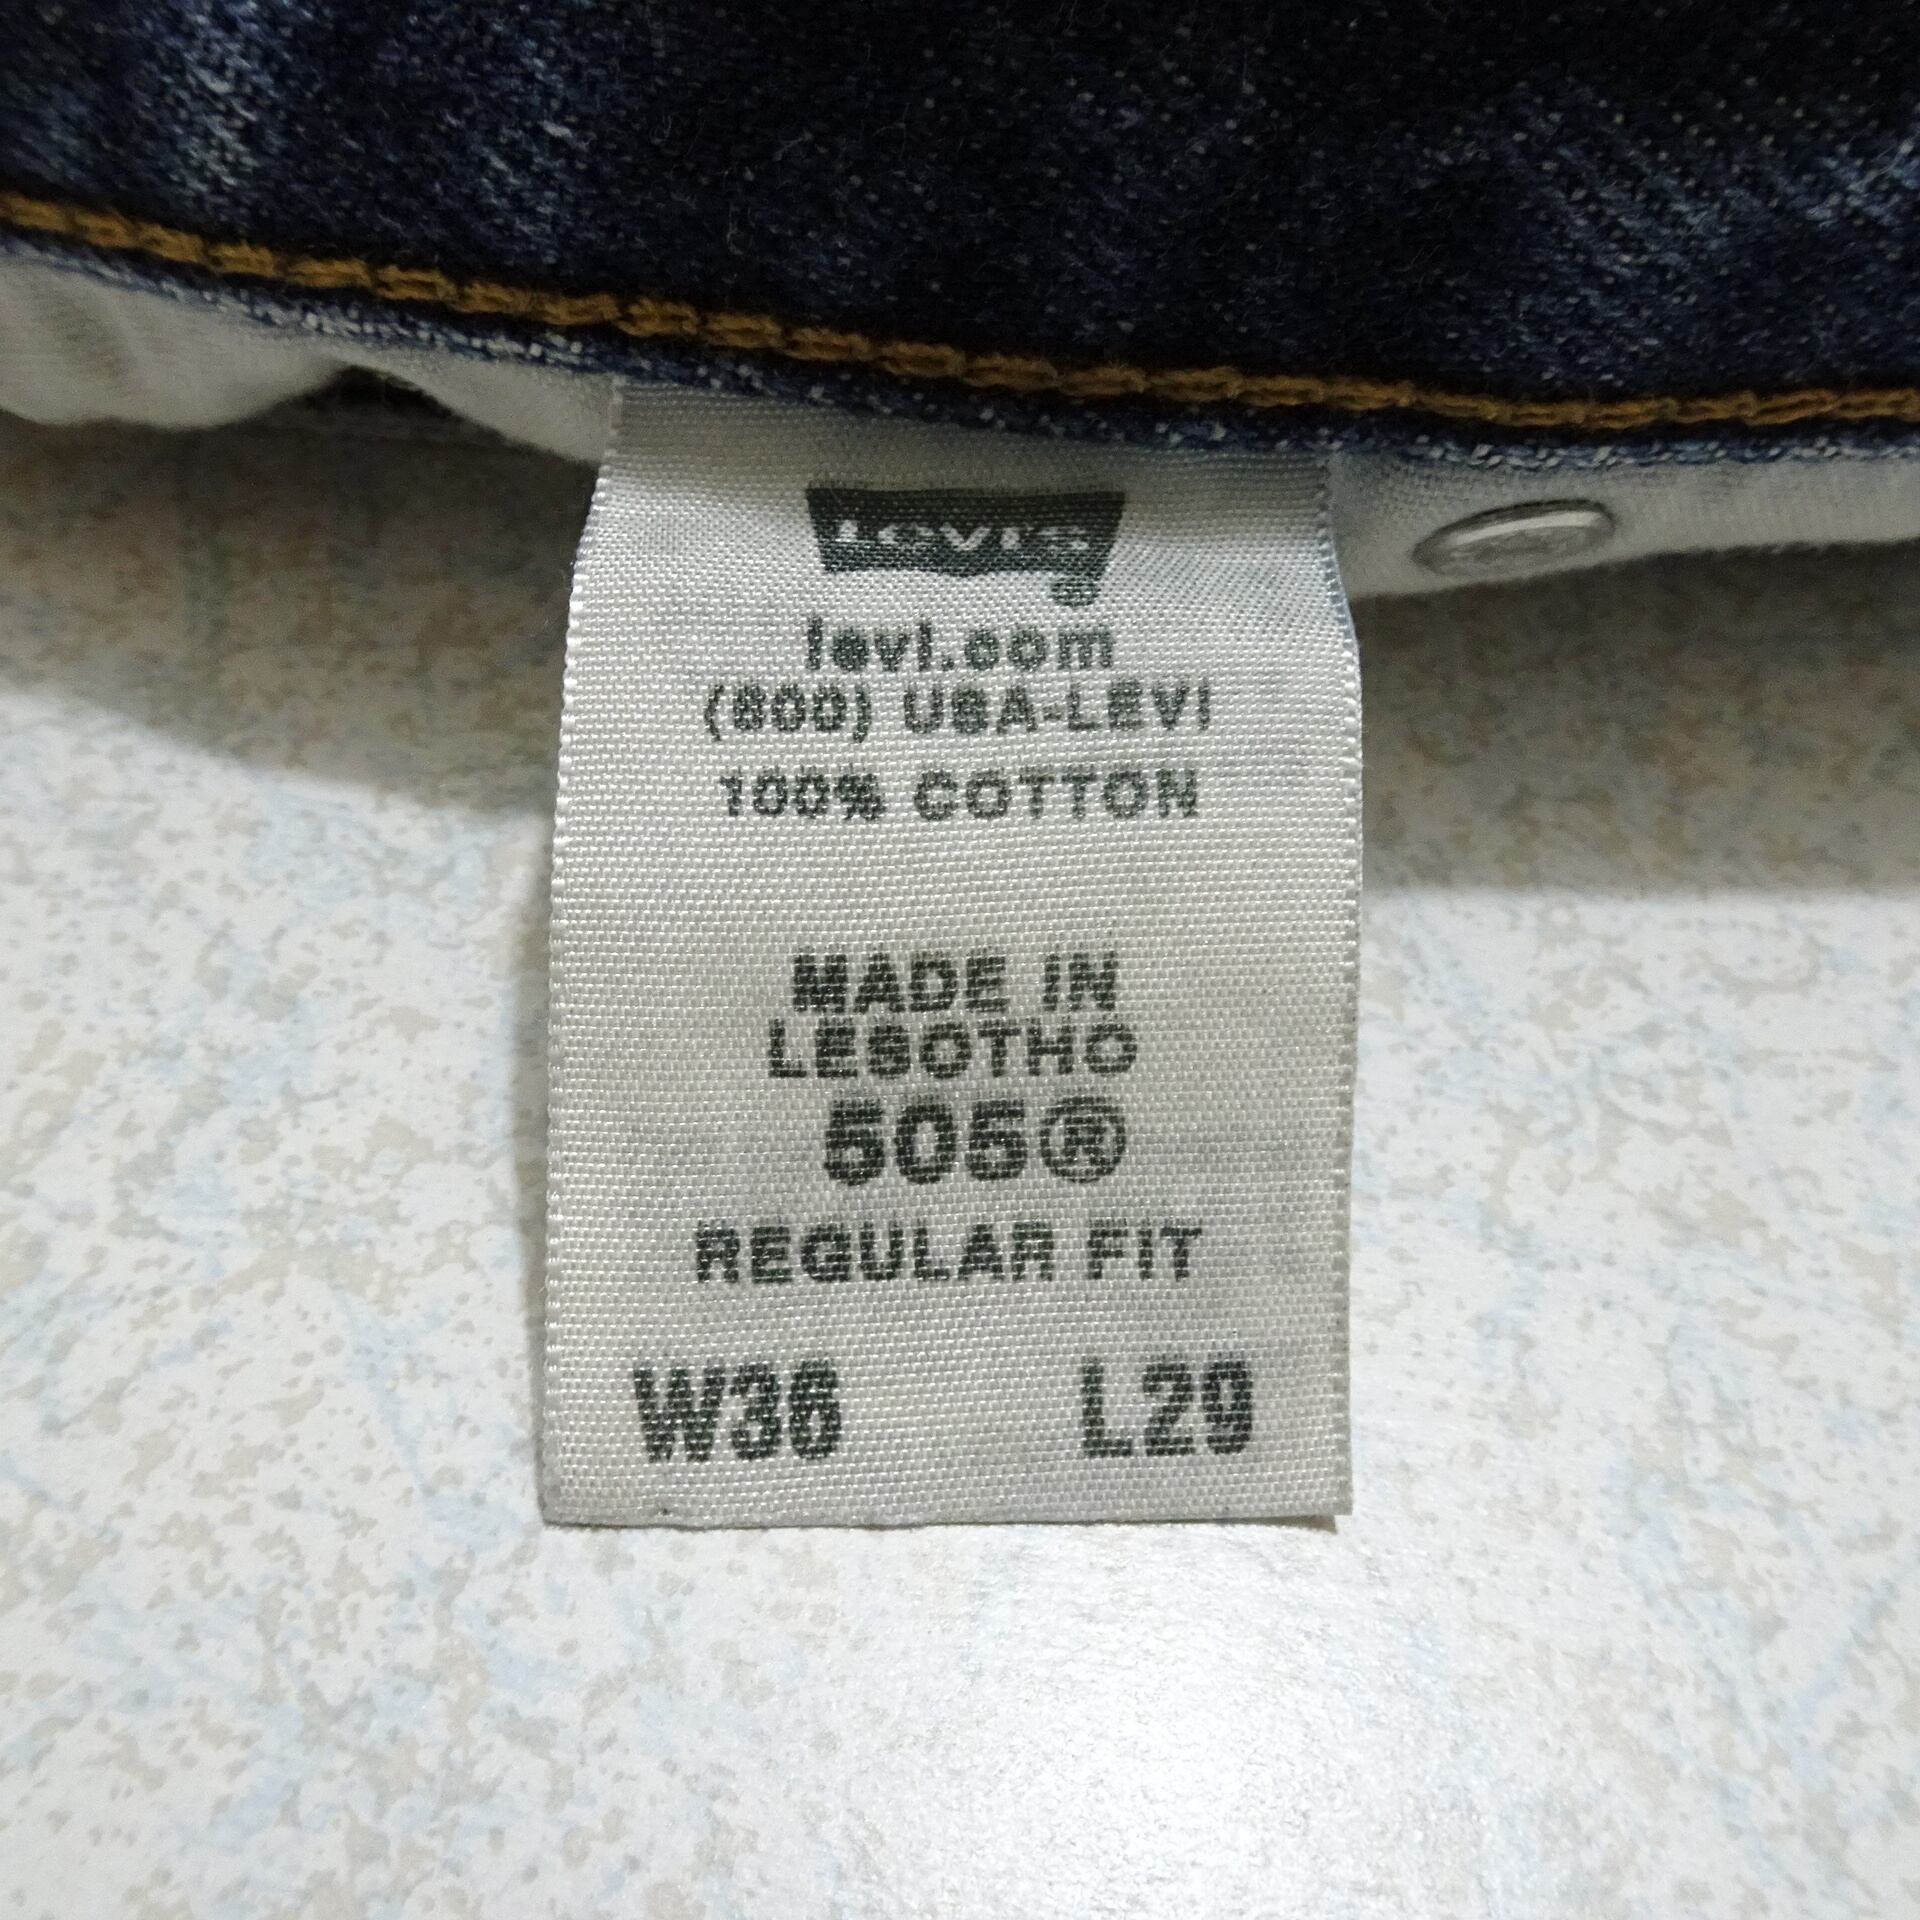 Levi's
®
levi.com
(800) USA-LEVI
100% COTTON
MADE IN
LESOTHO
505®
REGULAR FIT
W36 L29